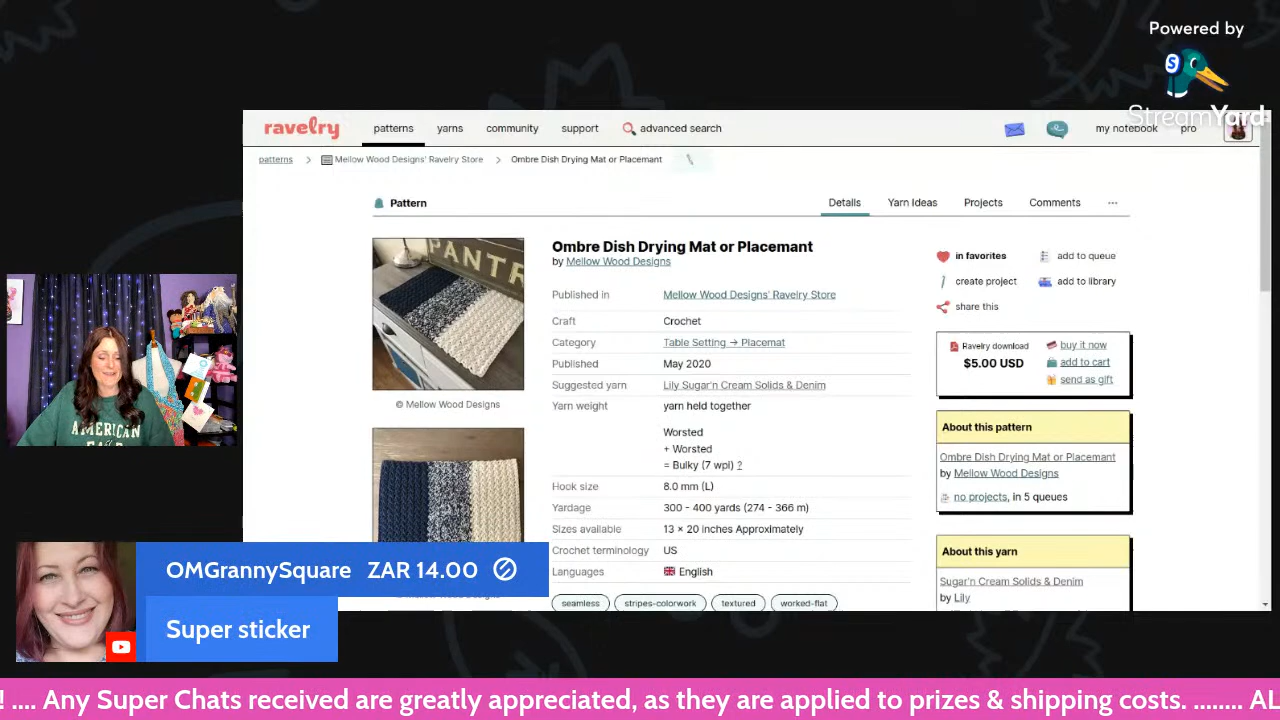 Powered by
StreamYard
ravelry
patterns
yarns
community
support
advanced search
my notebook
pro
patterns
Mellow Wood Designs' Ravelry Store
Ombre Dish Drying Mat or Placemant
Pattern
Details
Yarn Ideas
Projects
Comments
PANTR
© Mellow Wood Designs
Ombre Dish Drying Mat or Placemant
by Mellow Wood Designs
Published in Mellow Wood Designs' Ravelry Store
Craft Crochet
Category Table Setting → Placemat
Published May 2020
Suggested yarn Lily Sugar'n Cream Solids & Denim
Yarn weight yarn held together
Worsted
+ Worsted
= Bulky (7 wpi) ?
Hook size 8.0 mm (L)
Yardage 300 - 400 yards (274 - 366 m)
Sizes available 13 x 20 inches Approximately
Crochet terminology US
Languages English
seamless
stripes-colorwork
textured
worked-flat
in favorites
add to queue
create project
add to library
share this
Ravelry download
$5.00 USD
buy it now
add to cart
send as gift
About this pattern
Ombre Dish Drying Mat or Placemant
by Mellow Wood Designs
no projects, in 5 queues
About this yarn
Sugar'n Cream Solids & Denim
by Lily
AMERICAN
OMGrannySquare ZAR 14.00
Super sticker
! .... Any Super Chats received are greatly appreciated, as they are applied to prizes & shipping costs. ........ AL